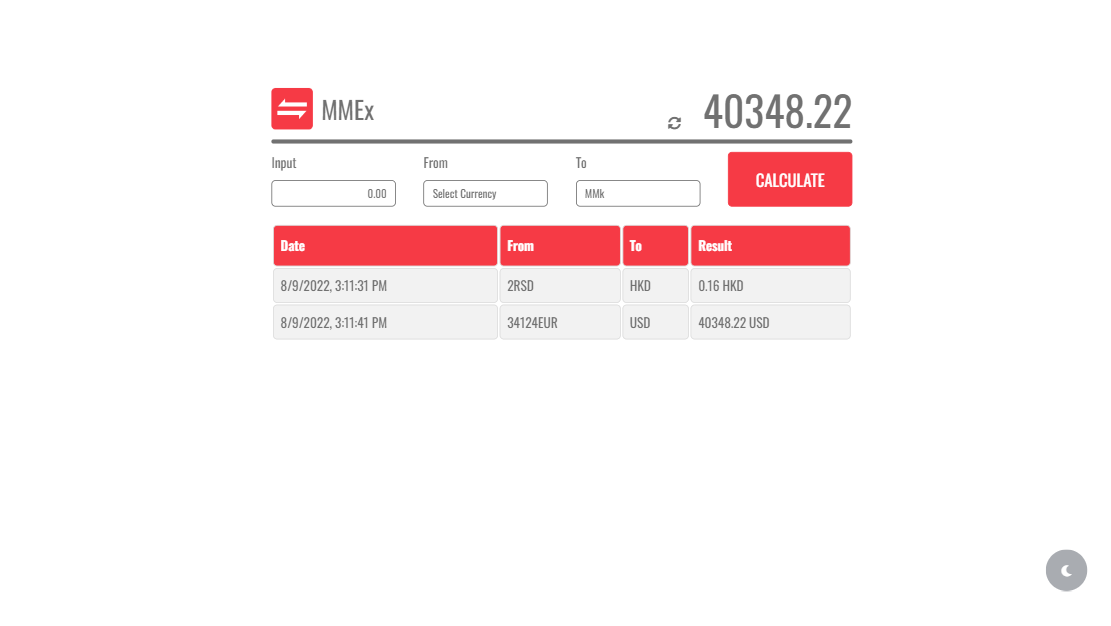 MMEx
40348.22
Input From To
0.00 Select Currency MMk
CALCULATE
Date From To Result
8/9/2022, 3:11:31 PM 2RSD HKD 0.16 HKD
8/9/2022, 3:11:41 PM 34124EUR USD 40348.22 USD